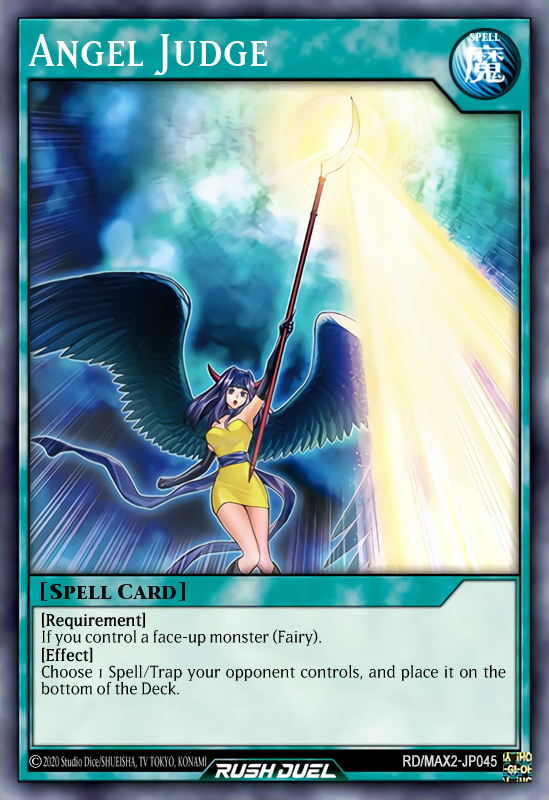 Angel Judge
SPELL
魔
[Spell Card]
[Requirement]
If you control a face-up monster (Fairy).
[Effect]
Choose 1 Spell/Trap your opponent controls, and place it on the
bottom of the Deck.
©2020 Studio Dice/SHUEISHA, TV TOKYO, KONAMI
RUSH DUEL
RD/MAX2-JP045